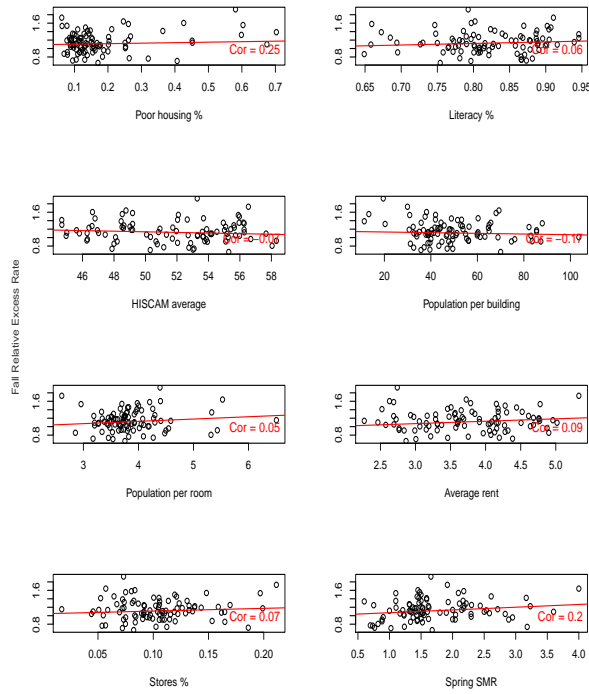 1.6
0.8
Cor = 0.25
0.1 0.2 0.3 0.4 0.5 0.6 0.7
Poor housing %
1.6
0.8
Cor = 0.06
0.65 0.70 0.75 0.80 0.85 0.90 0.95
Literacy %
1.6
0.8
46 48 50 52 54 56 58
HISCAM average
1.6
0.8
Cor = −0.19
20 40 60 80 100
Population per building
Fall Relative Excess Rate
1.6
0.8
Cor = 0.05
3 4 5 6
Population per room
1.6
0.8
Cor = 0.09
2.5 3.0 3.5 4.0 4.5 5.0
Average rent
1.6
0.8
Cor = 0.07
0.05 0.10 0.15 0.20
Stores %
1.6
0.8
Cor = 0.2
0.5 1.0 1.5 2.0 2.5 3.0 3.5 4.0
Spring SMR